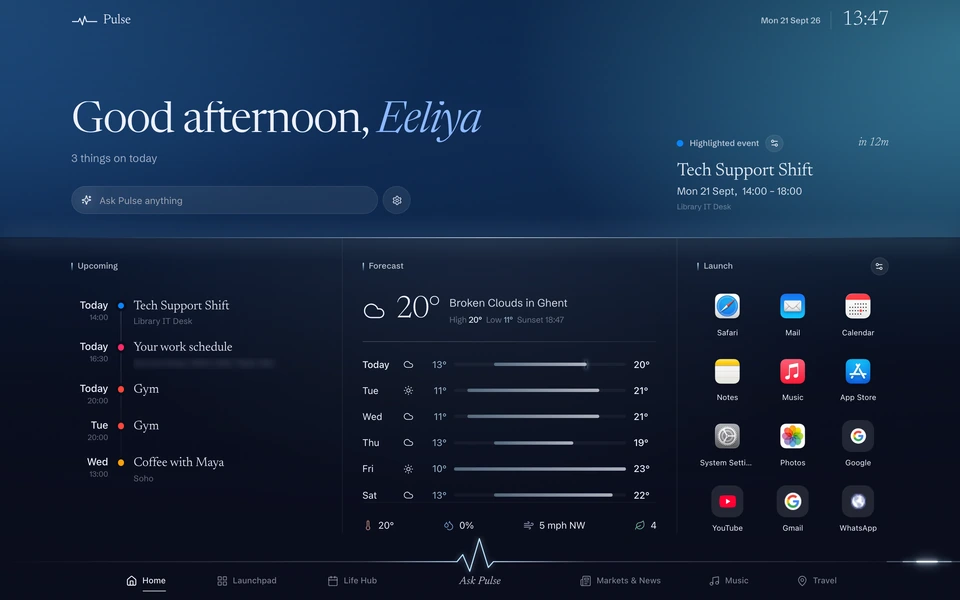 Pulse
Mon 21 Sept 26
13:47
Good afternoon, Eeliya
3 things on today
Ask Pulse anything
Highlighted event
in 12m
Tech Support Shift
Mon 21 Sept, 14:00 – 18:00
Library IT Desk
Upcoming
Today
14:00
Tech Support Shift
Library IT Desk
Today
16:30
Your work schedule
Today
20:00
Gym
Tue
20:00
Gym
Wed
13:00
Coffee with Maya
Soho
Forecast
20° Broken Clouds in Ghent
High 20° Low 11° Sunset 18:47
Today 13° 20°
Tue 11° 21°
Wed 11° 21°
Thu 13° 19°
Fri 10° 23°
Sat 13° 22°
20° 0% 5 mph NW 4
Launch
Safari Mail Calendar
Notes Music App Store
System Setti... Photos Google
YouTube Gmail WhatsApp
Home Launchpad Life Hub Ask Pulse Markets & News Music Travel